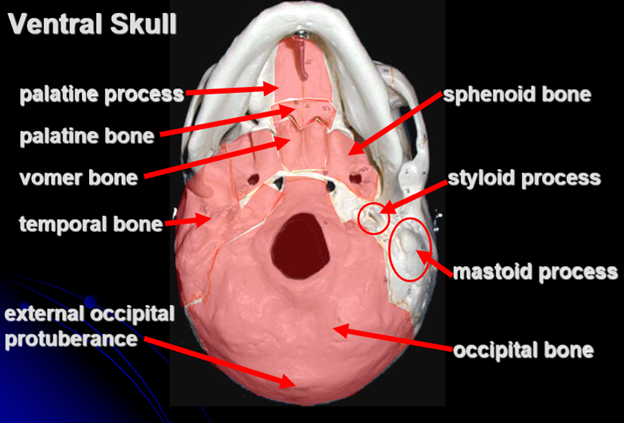 Ventral Skull
palatine process
sphenoid bone
palatine bone
vomer bone
styloid process
temporal bone
mastoid process
external occipital
protuberance
occipital bone